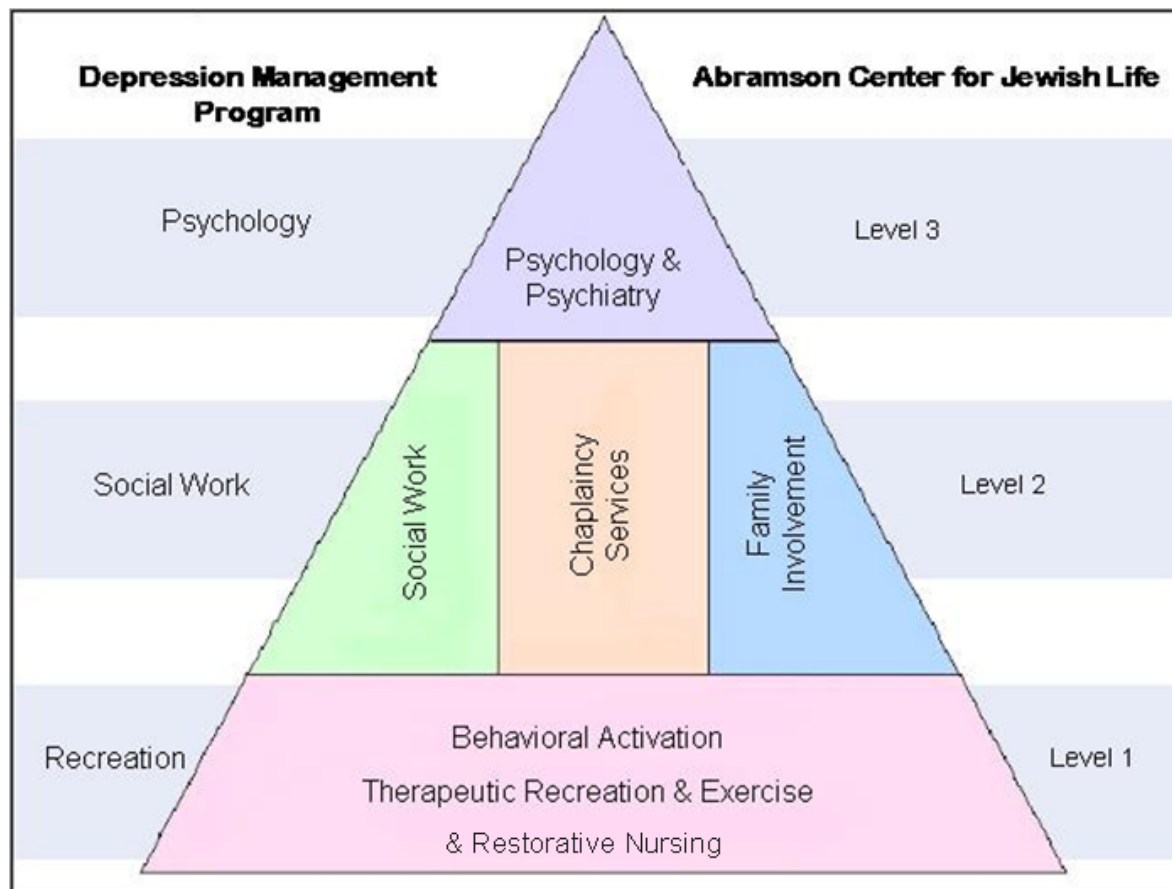 Depression Management
Program
Abramson Center for Jewish Life
Psychology
Psychology &
Psychiatry
Level 3
Social Work
Social Work
Chaplaincy
Services
Family
Involvement
Level 2
Recreation
Behavioral Activation
Therapeutic Recreation & Exercise
& Restorative Nursing
Level 1